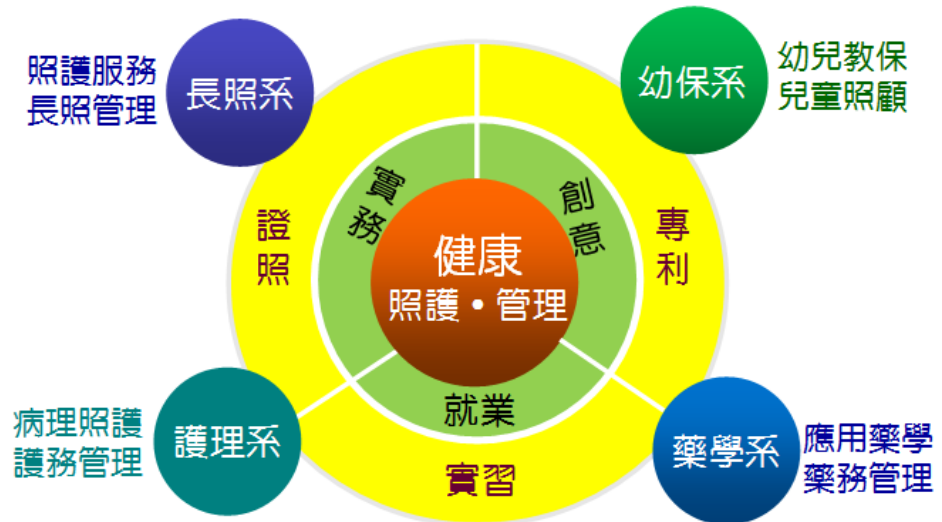 照護服務
長照管理
長照系
幼保系
幼兒教保
兒童照顧
證照
實務
創意
專利
健康
照護・管理
就業
實習
病理照護
護務管理
護理系
藥學系
應用藥學
藥務管理